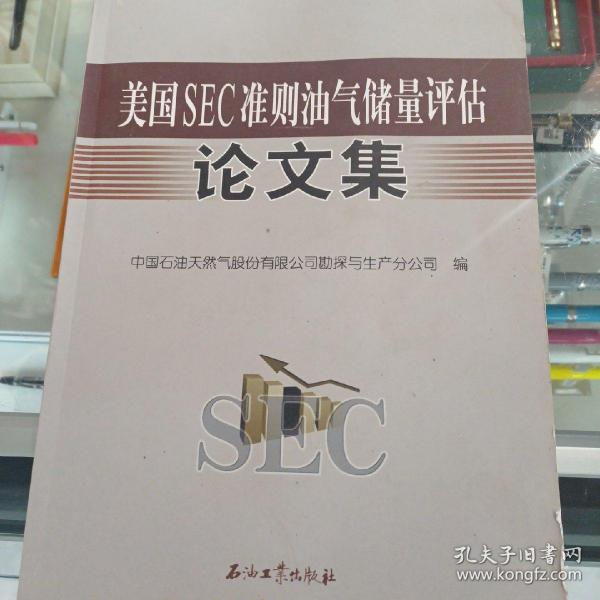 美国SEC准则油气储量评估
论文集
中国石油天然气股份有限公司勘探与生产分公司 编
SEC
石油工业出版社
孔夫子旧书网
www.kongfz.com